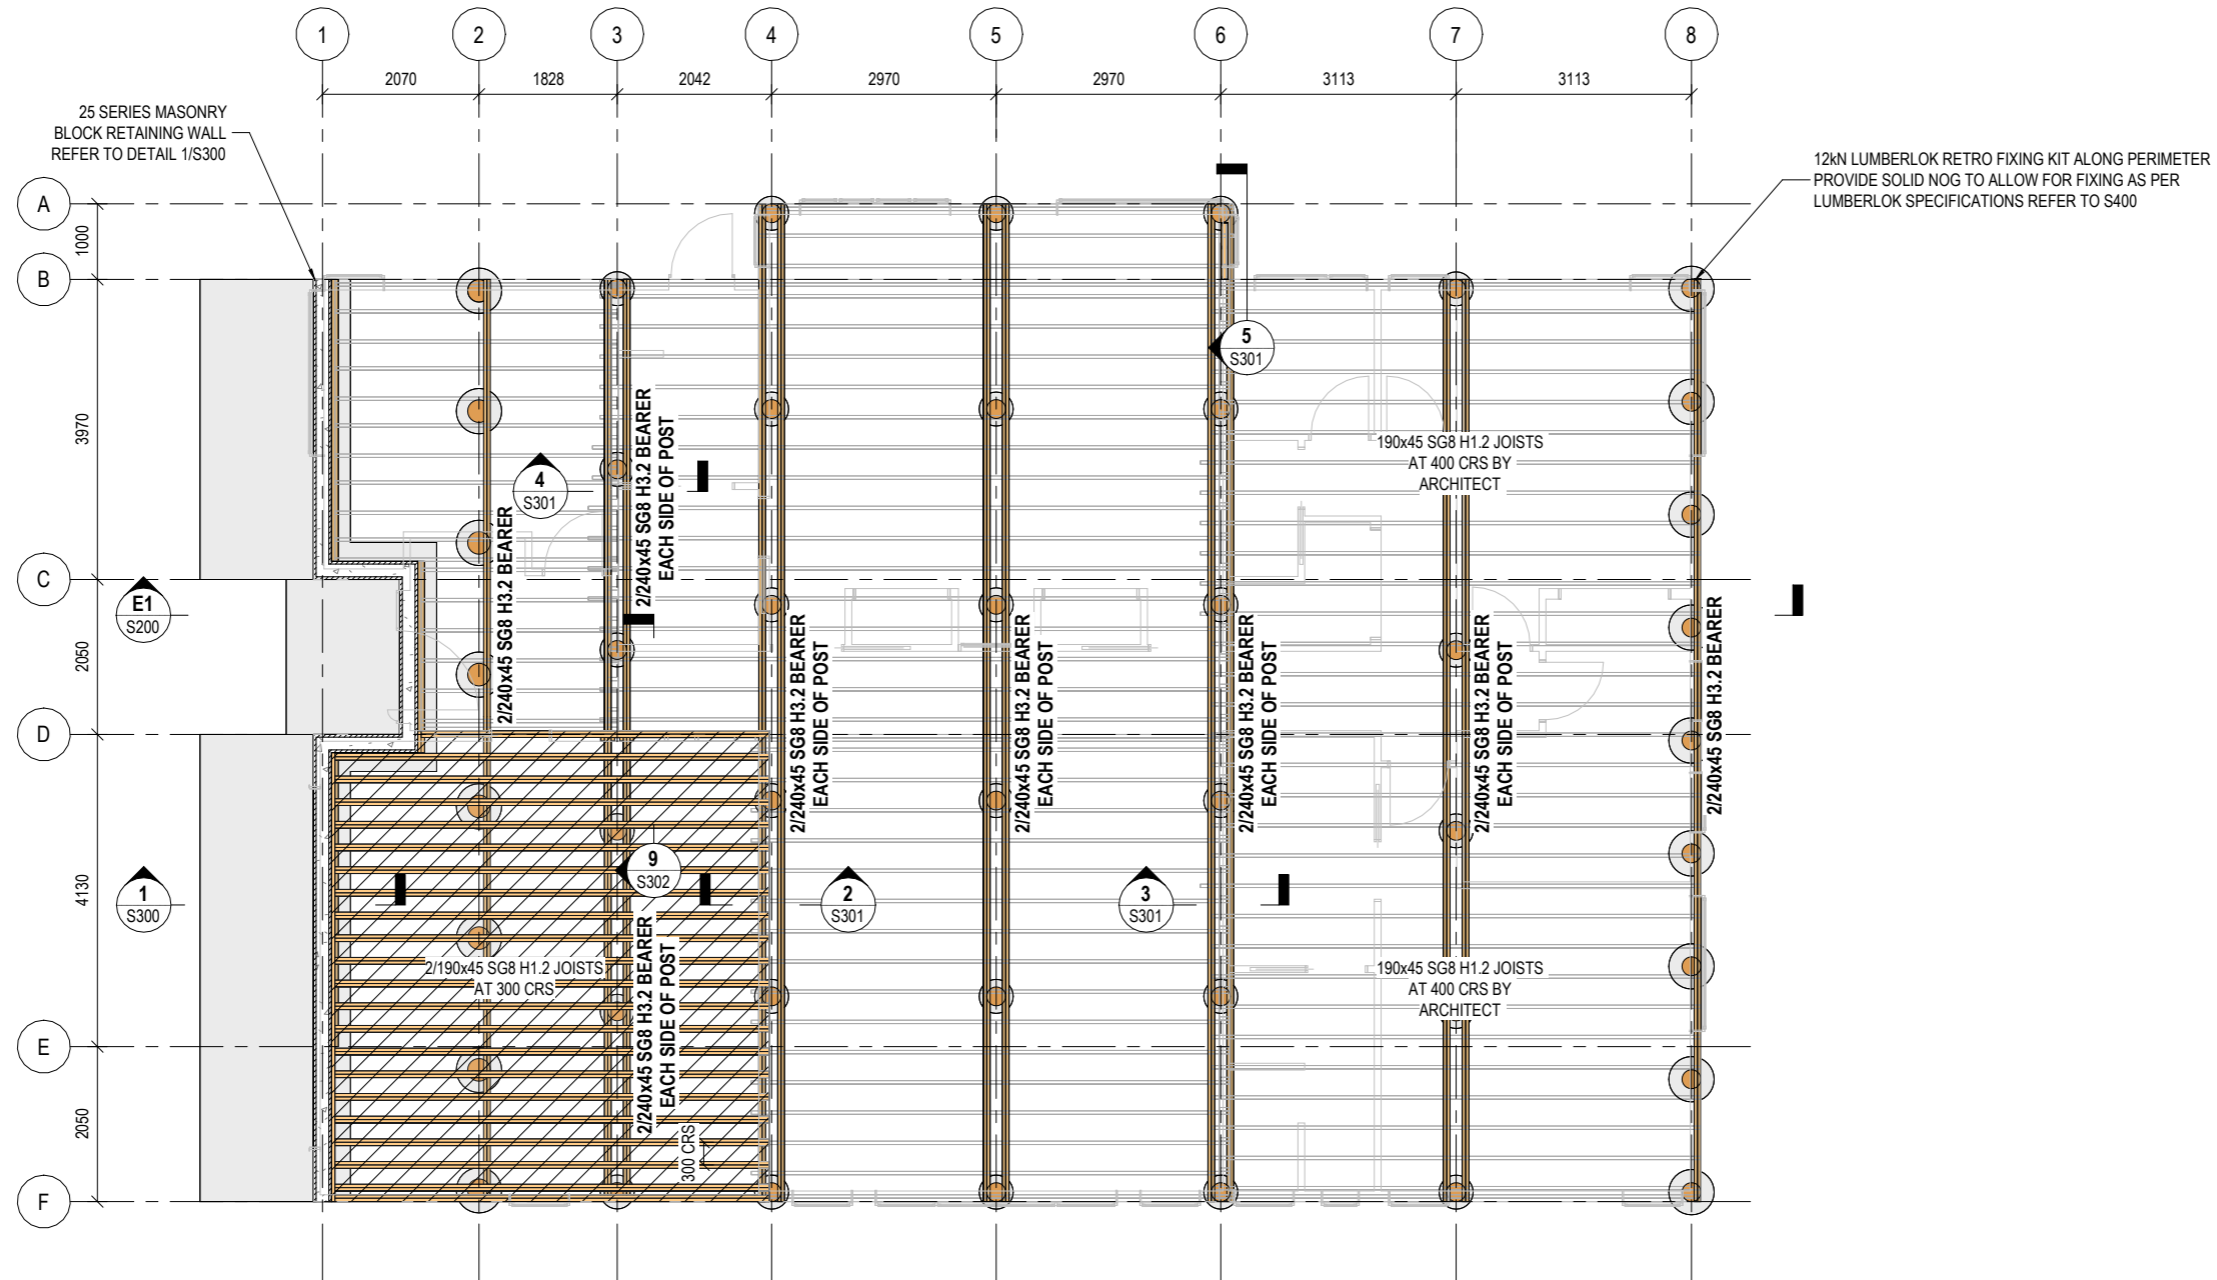 1
2
3
4
5
6
7
8
2070
1828
2042
2970
2970
3113
3113
25 SERIES MASONRY
BLOCK RETAINING WALL
REFER TO DETAIL 1/S300
12kN LUMBERLOK RETRO FIXING KIT ALONG PERIMETER
PROVIDE SOLID NOG TO ALLOW FOR FIXING AS PER
LUMBERLOK SPECIFICATIONS REFER TO S400
A
B
C
D
E
F
1000
3970
2050
4130
2050
5
S301
4
S301
E1
S200
1
S300
9
S302
2
S301
3
S301
190x45 SG8 H1.2 JOISTS
AT 400 CRS BY
ARCHITECT
190x45 SG8 H1.2 JOISTS
AT 400 CRS BY
ARCHITECT
2/190x45 SG8 H1.2 JOISTS
AT 300 CRS
300 CRS
2/240x45 SG8 H3.2 BEARER
2/240x45 SG8 H3.2 BEARER
EACH SIDE OF POST
2/240x45 SG8 H3.2 BEARER
EACH SIDE OF POST
2/240x45 SG8 H3.2 BEARER
EACH SIDE OF POST
2/240x45 SG8 H3.2 BEARER
EACH SIDE OF POST
2/240x45 SG8 H3.2 BEARER
EACH SIDE OF POST
2/240x45 SG8 H3.2 BEARER
EACH SIDE OF POST
2/240x45 SG8 H3.2 BEARER